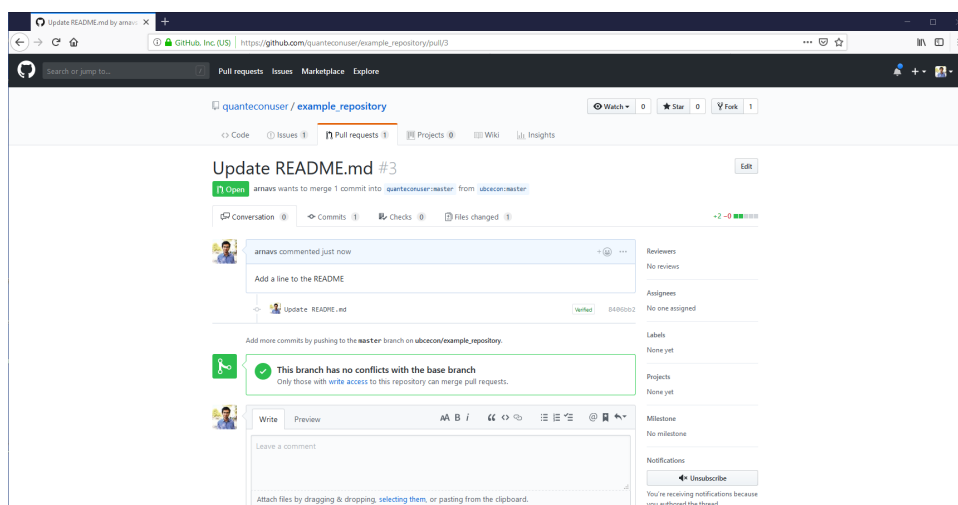 Update README.md by arnavs
GitHub, Inc. (US) https://github.com/quanteconuser/example_repository/pull/3
Search or jump to... / Pull requests Issues Marketplace Explore
quanteconuser / example_repository Watch 0 Star 0 Fork 1
Code Issues 1 Pull requests 1 Projects 0 Wiki Insights
Update README.md #3 Edit
Open arnavs wants to merge 1 commit into quanteconuser:master from ubcecon:master
Conversation 0 Commits 1 Checks 0 Files changed 1 +2 −0
arnavs commented just now
Add a line to the README
Update README.md Verified 8406bb2
Add more commits by pushing to the master branch on ubcecon/example_repository.
This branch has no conflicts with the base branch
Only those with write access to this repository can merge pull requests.
Write Preview AA B i
Leave a comment
Attach files by dragging & dropping, selecting them, or pasting from the clipboard.
Reviewers
No reviews
Assignees
No one assigned
Labels
None yet
Projects
None yet
Milestone
No milestone
Notifications
Unsubscribe
You're receiving notifications because
you authored the thread.